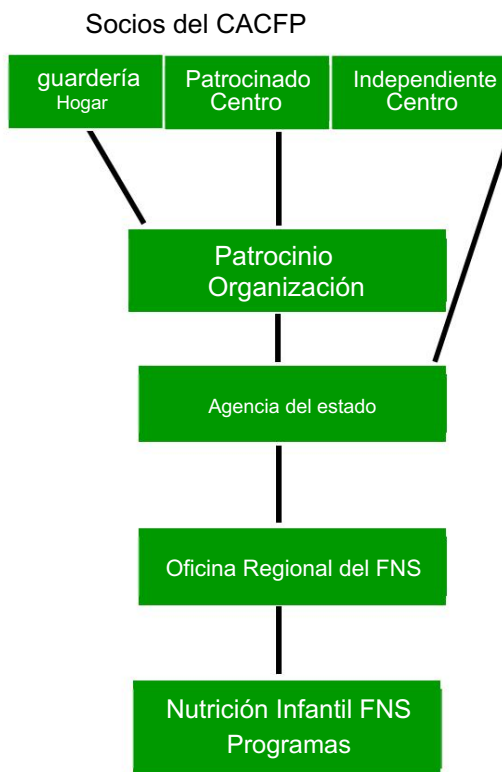 Socios del CACFP
guardería
Hogar
Patrocinado
Centro
Independiente
Centro
Patrocinio
Organización
Agencia del estado
Oficina Regional del FNS
Nutrición Infantil FNS
Programas